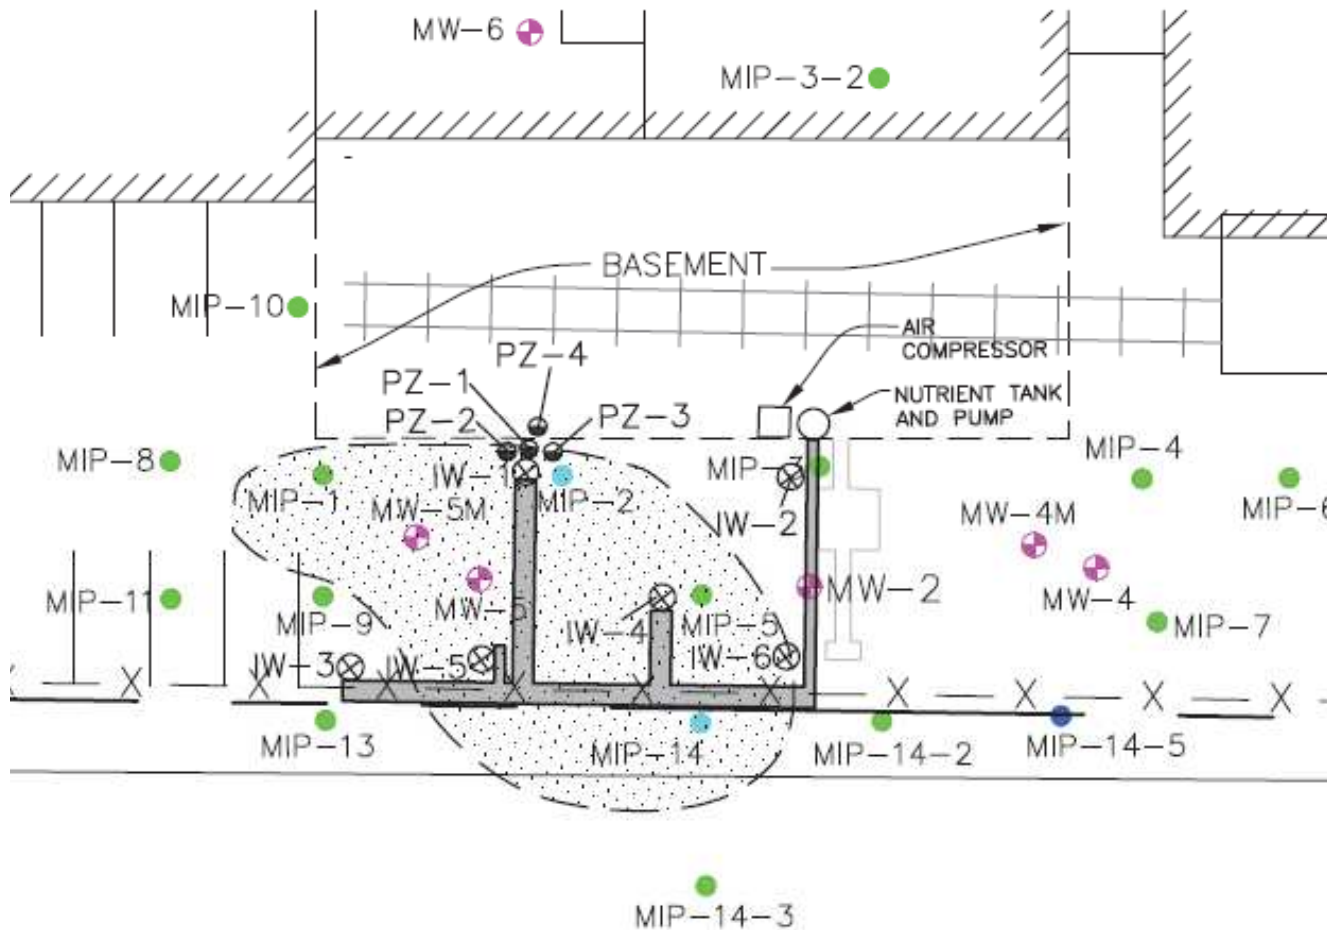 MW-6
MIP-3-2
BASEMENT
MIP-10
AIR
COMPRESSOR
PZ-4
PZ-1
NUTRIENT TANK
AND PUMP
PZ-2
PZ-3
MIP-8
MIP-4
IW-1
MIP-3
MIP-1
MIP-2
MIP-6
MW-5M
IW-2
MW-4M
MW-5
MW-2
MW-4
MIP-11
MIP-9
IW-4
MIP-5
MIP-7
IW-3
IW-5
IW-6
X X X X X X X X X X
MIP-13
MIP-14
MIP-14-2
MIP-14-5
MIP-14-3